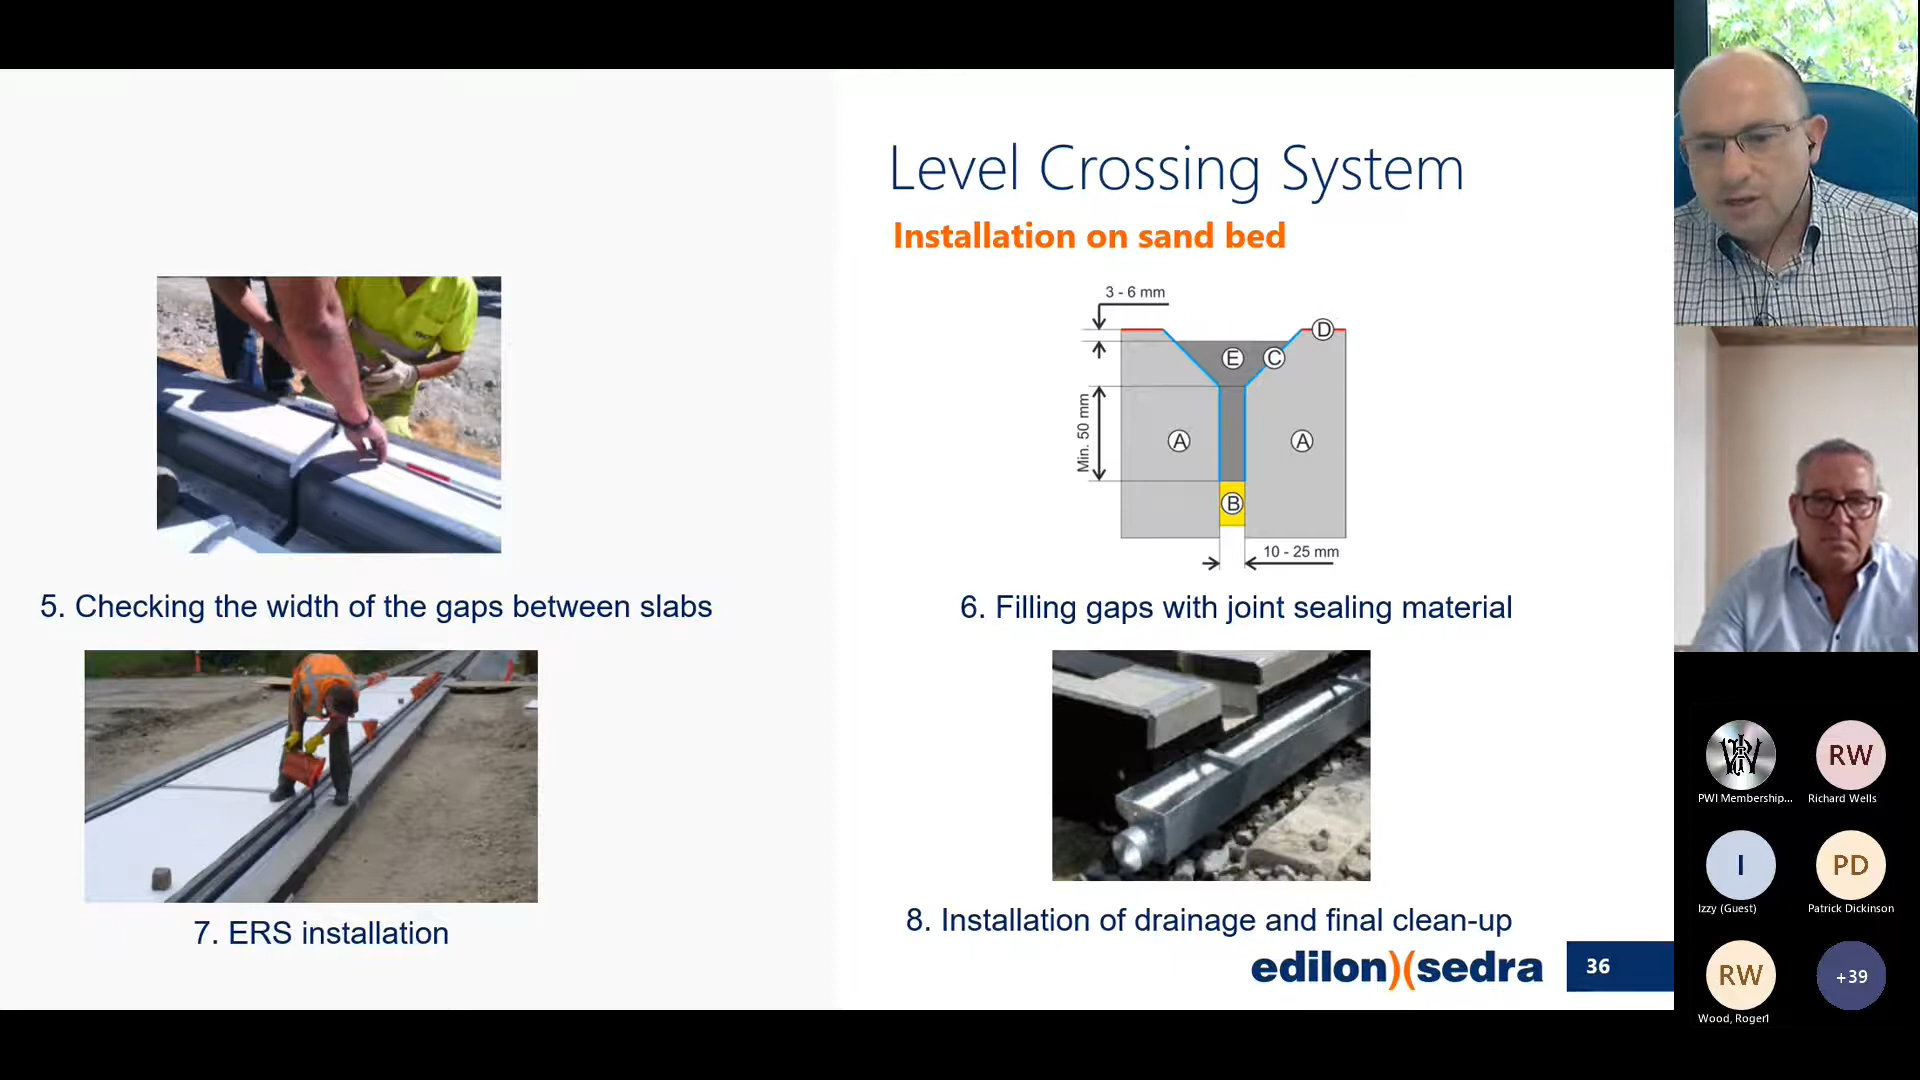 Level Crossing System
Installation on sand bed
3 - 6 mm
D
E
C
Min. 50 mm
A
A
B
10 - 25 mm
5. Checking the width of the gaps between slabs
6. Filling gaps with joint sealing material
7. ERS installation
8. Installation of drainage and final clean-up
edilon)(sedra
36
PWI Membership...
RW
Richard Wells
I
Izzy (Guest)
PD
Patrick Dickinson
RW
Wood, Roger1
+39